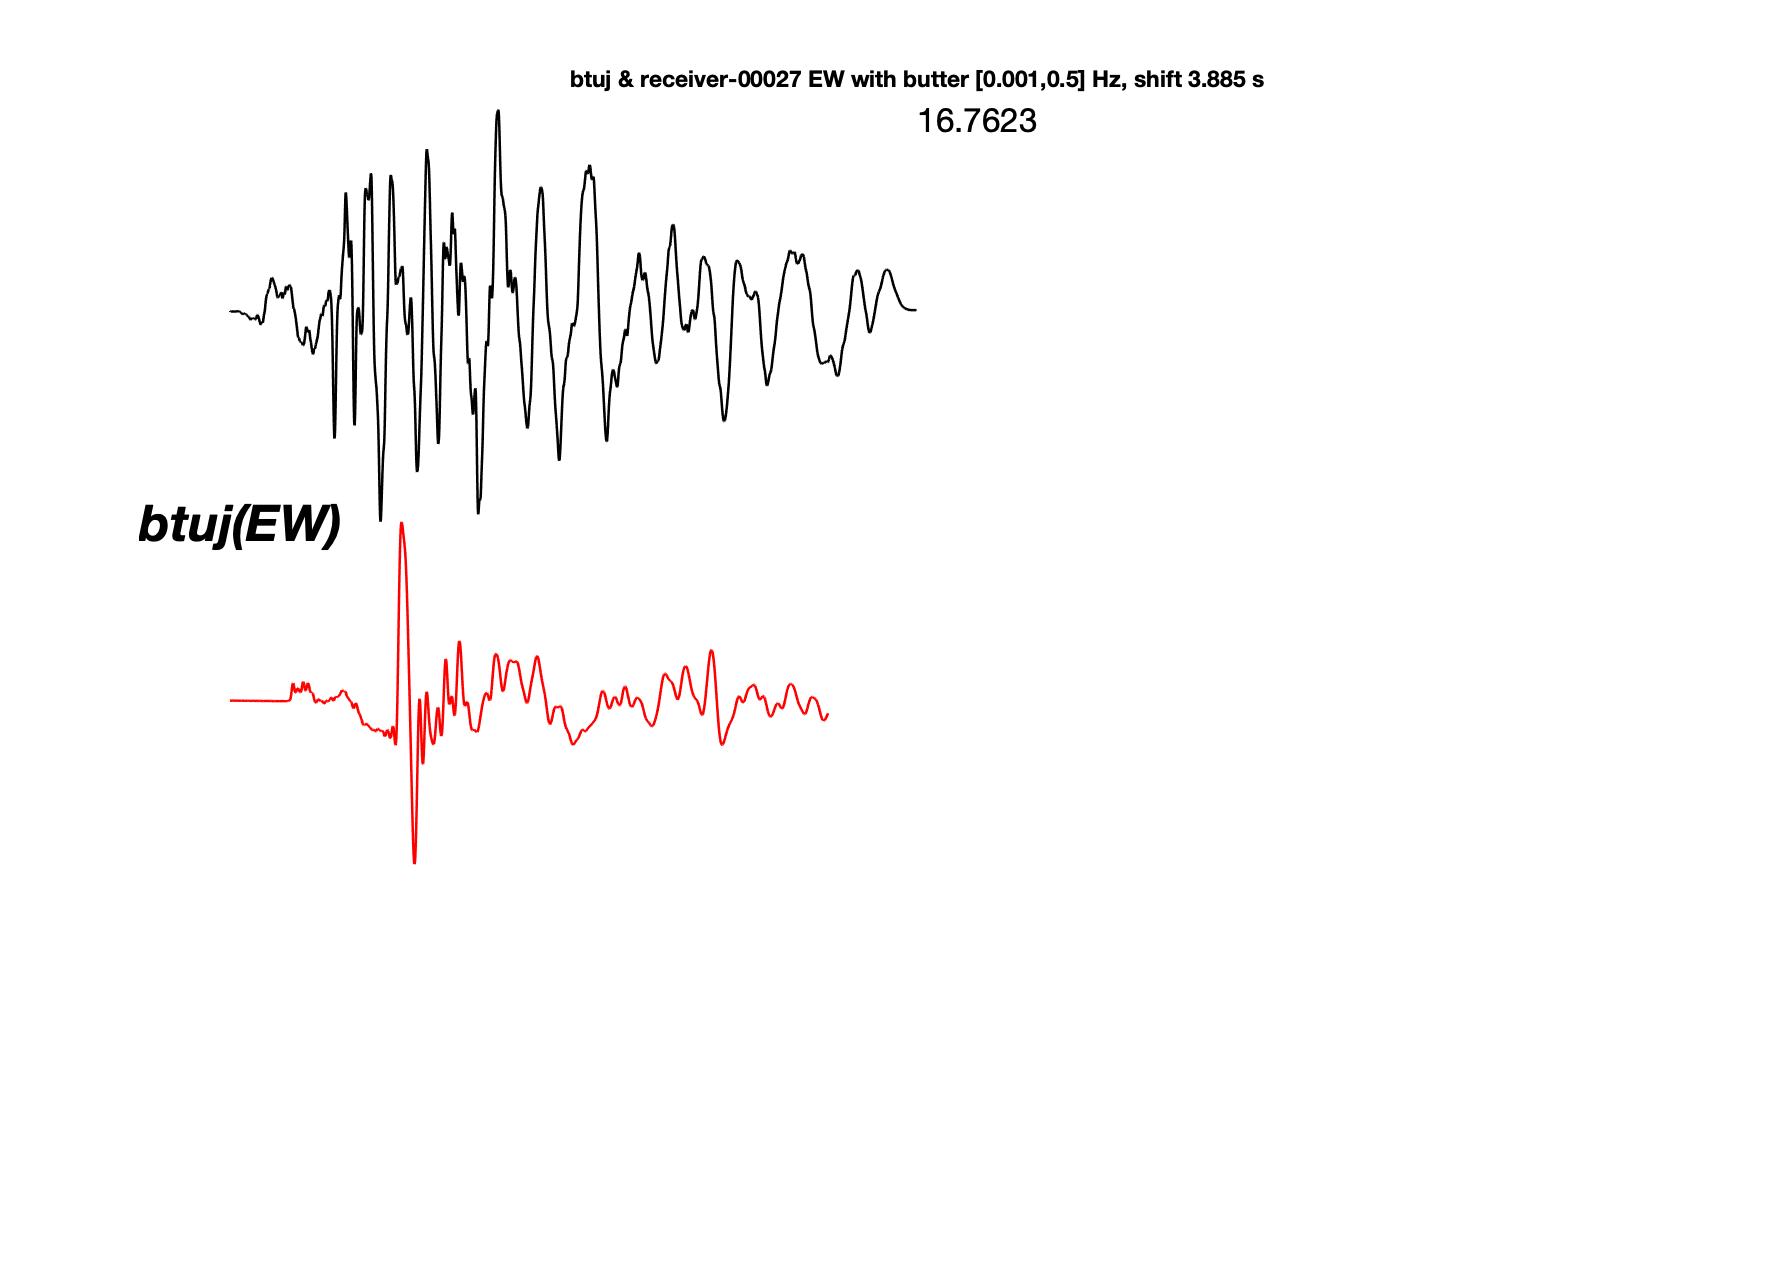 btuj & receiver-00027 EW with butter [0.001,0.5] Hz, shift 3.885 s
16.7623
btuj(EW)